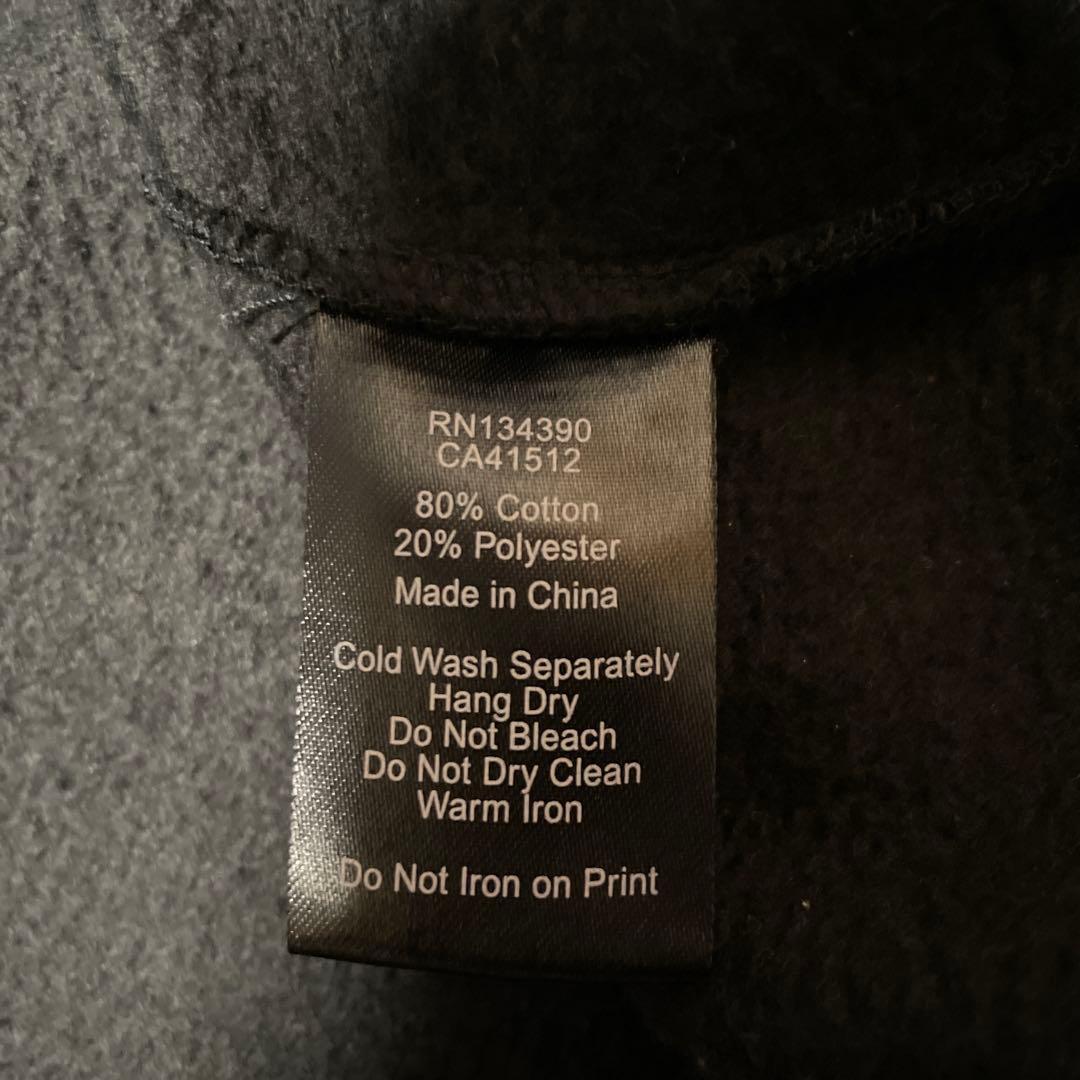 RN134390
CA41512
80% Cotton
20% Polyester
Made in China
Cold Wash Separately
Hang Dry
Do Not Bleach
Do Not Dry Clean
Warm Iron
Do Not Iron on Print